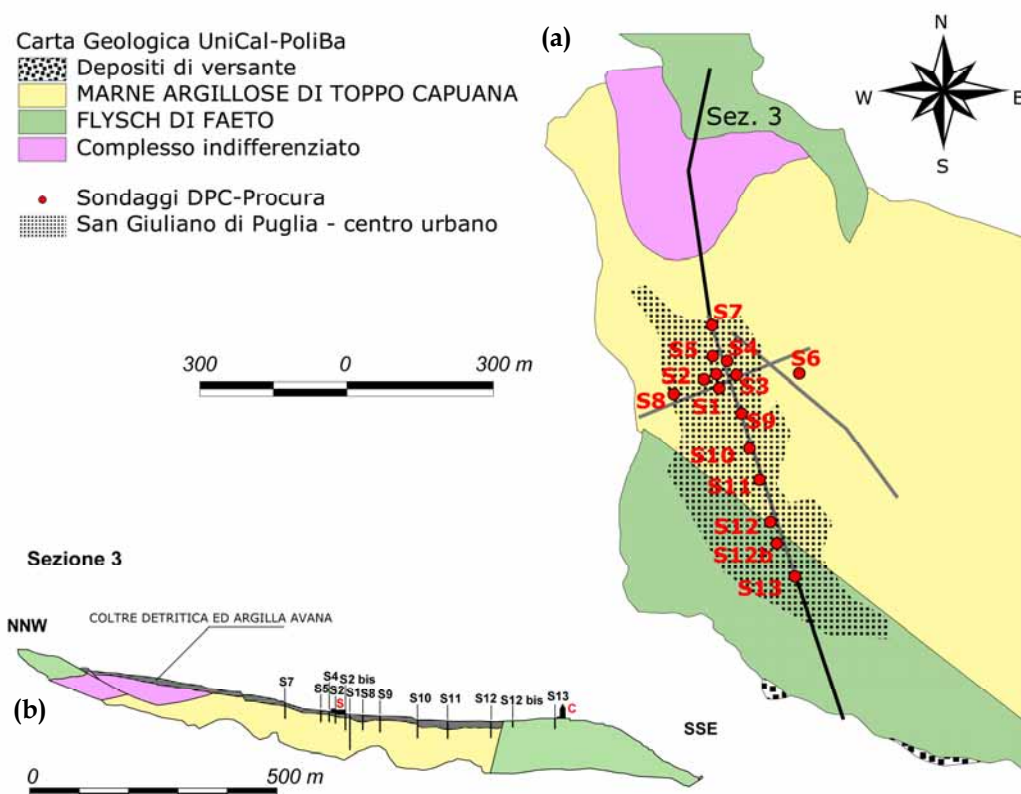 Carta Geologica UniCal-PoliBa
Depositi di versante
MARNE ARGILLOSE DI TOPPO CAPUANA
FLYSCH DI FAETO
Complesso indifferenziato
Sondaggi DPC-Procura
San Giuliano di Puglia - centro urbano
300 0 300 m
(a)
N
W E
S
Sez. 3
S7
S5 S4
S6
S2 S3
S8 S1
S9
S10
S11
S12
S12b
S13
Sezione 3
NNW
COLTRE DETRITICA ED ARGILLA AVANA
S4 S2 bis
S7 S5 S2 S1 S8 S9 S10 S11 S12 S12 bis S13
S
C
(b)
SSE
0 500 m